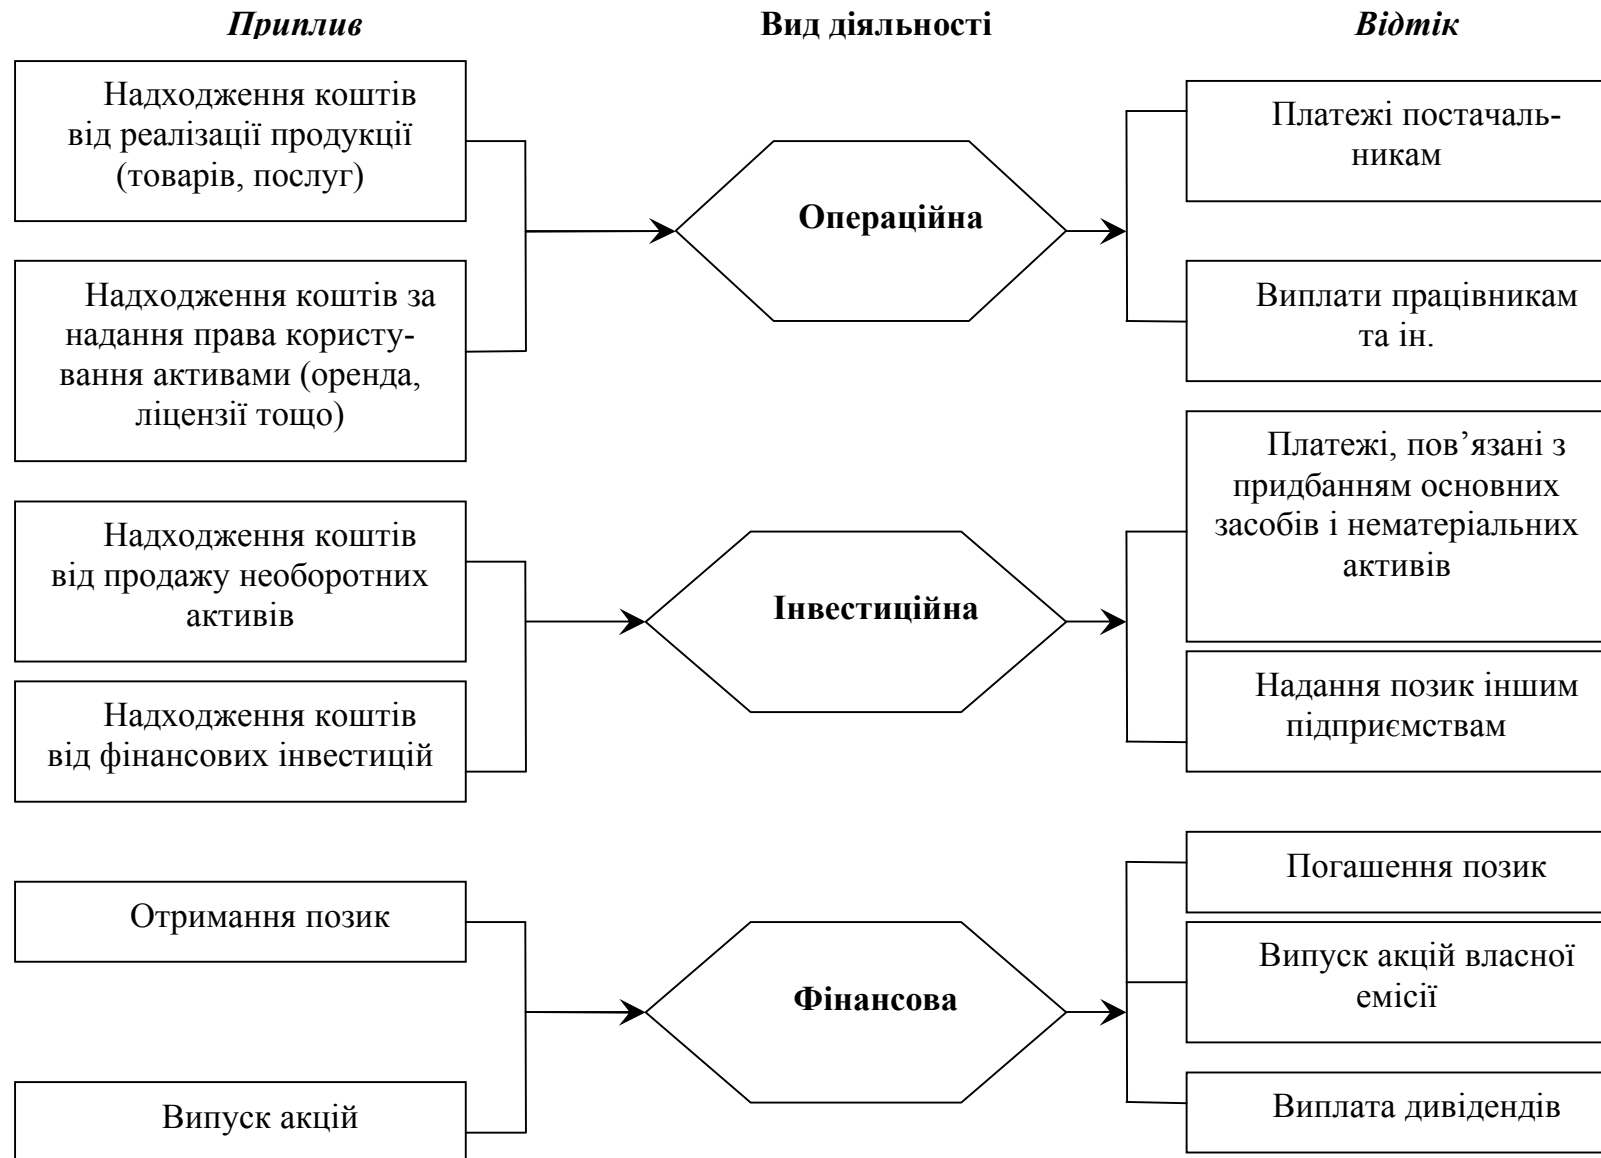 Приплив
Вид діяльності
Відтік
Надходження коштів
від реалізації продукції
(товарів, послуг)
Надходження коштів за
надання права користу-
вання активами (оренда,
ліцензії тощо)
Операційна
Платежі постачаль-
никам
Виплати працівникам
та ін.
Надходження коштів
від продажу необоротних
активів
Надходження коштів
від фінансових інвестицій
Інвестиційна
Платежі, пов’язані з
придбанням основних
засобів і нематеріальних
активів
Надання позик іншим
підприємствам
Отримання позик
Випуск акцій
Фінансова
Погашення позик
Випуск акцій власної
емісії
Виплата дивідендів